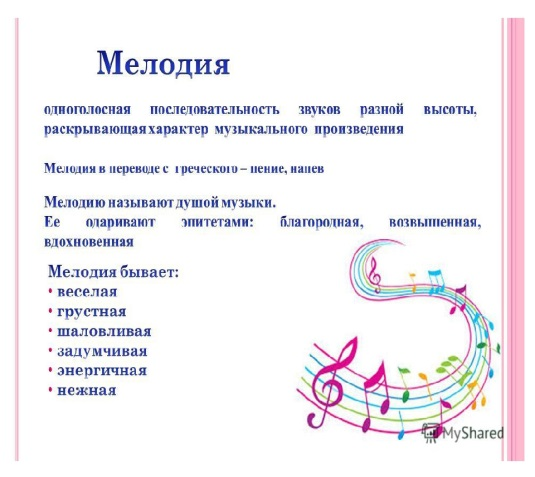 Мелодия
одноголосная последовательность звуков разной высоты,
раскрывающая характер музыкального произведения
Мелодия в переводе с греческого – пение, напев
Мелодию называют душой музыки.
Ее одаривают эпитетами: благородная, возвышенная,
вдохновенная
Мелодия бывает:
• веселая
• грустная
• шаловливая
• задумчивая
• энергичная
• нежная
MyShared